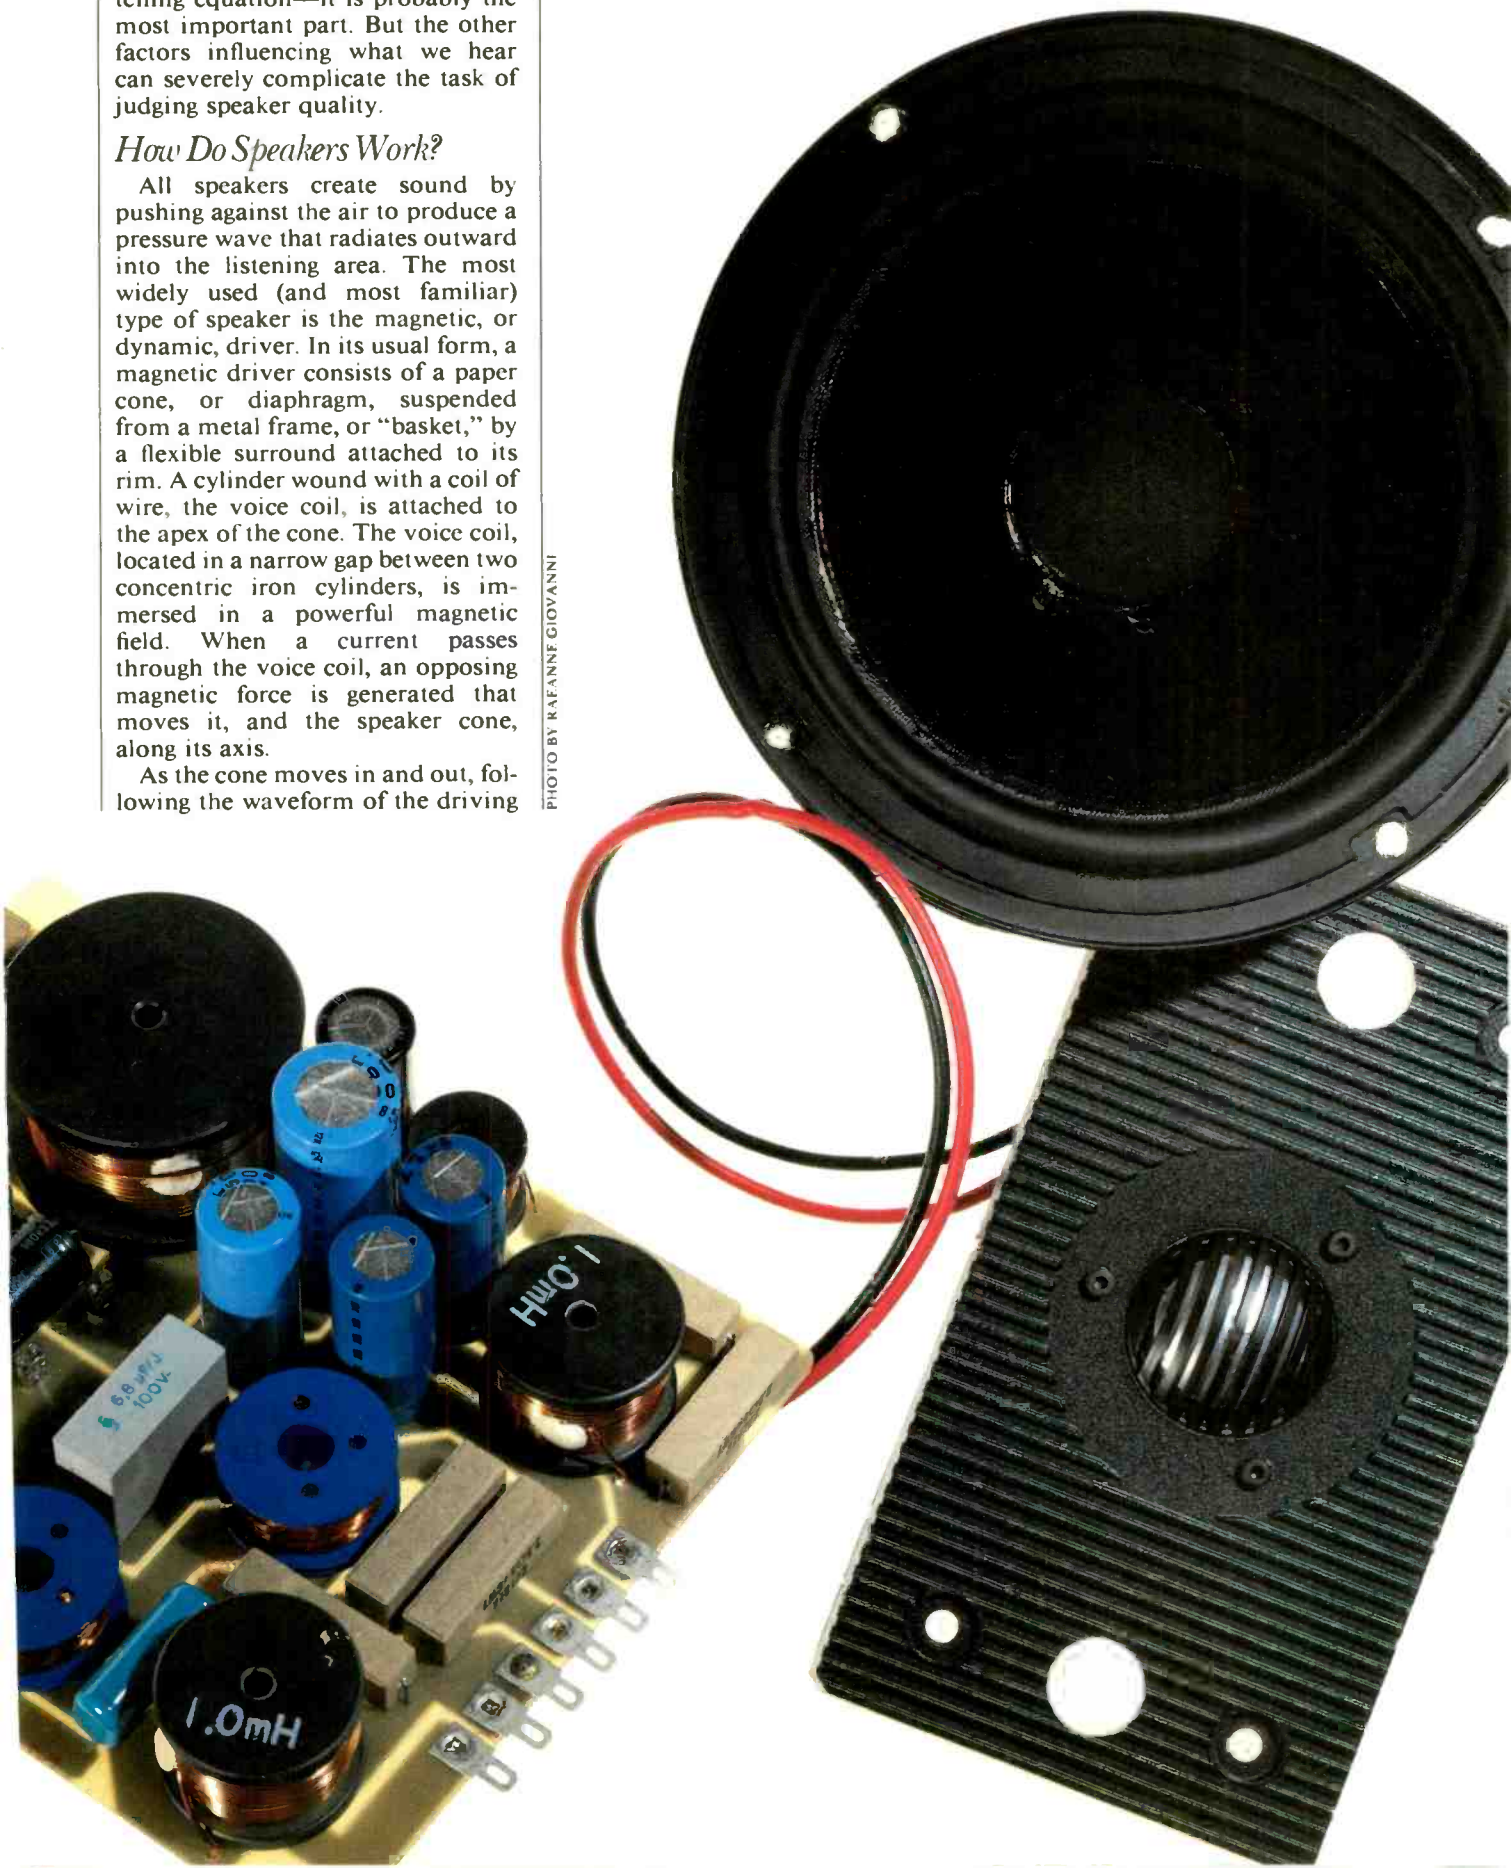 tening equation—it is probably the
most important part. But the other
factors influencing what we hear
can severely complicate the task of
judging speaker quality.
How Do Speakers Work?
All speakers create sound by
pushing against the air to produce a
pressure wave that radiates outward
into the listening area. The most
widely used (and most familiar)
type of speaker is the magnetic, or
dynamic, driver. In its usual form, a
magnetic driver consists of a paper
cone, or diaphragm, suspended
from a metal frame, or “basket,” by
a flexible surround attached to its
rim. A cylinder wound with a coil of
wire, the voice coil, is attached to
the apex of the cone. The voice coil,
located in a narrow gap between two
concentric iron cylinders, is im-
mersed in a powerful magnetic
field. When a current passes
through the voice coil, an opposing
magnetic force is generated that
moves it, and the speaker cone,
along its axis.
As the cone moves in and out, fol-
lowing the waveform of the driving
PHOTO BY RAEANNE GIOVANNI
1.0mH
6,8
100V-
1.0mH